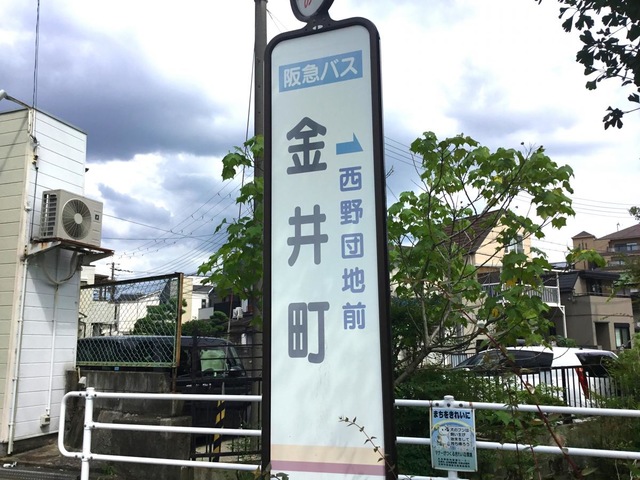 阪急バス
金井町
西野団地前
まちをきれいに